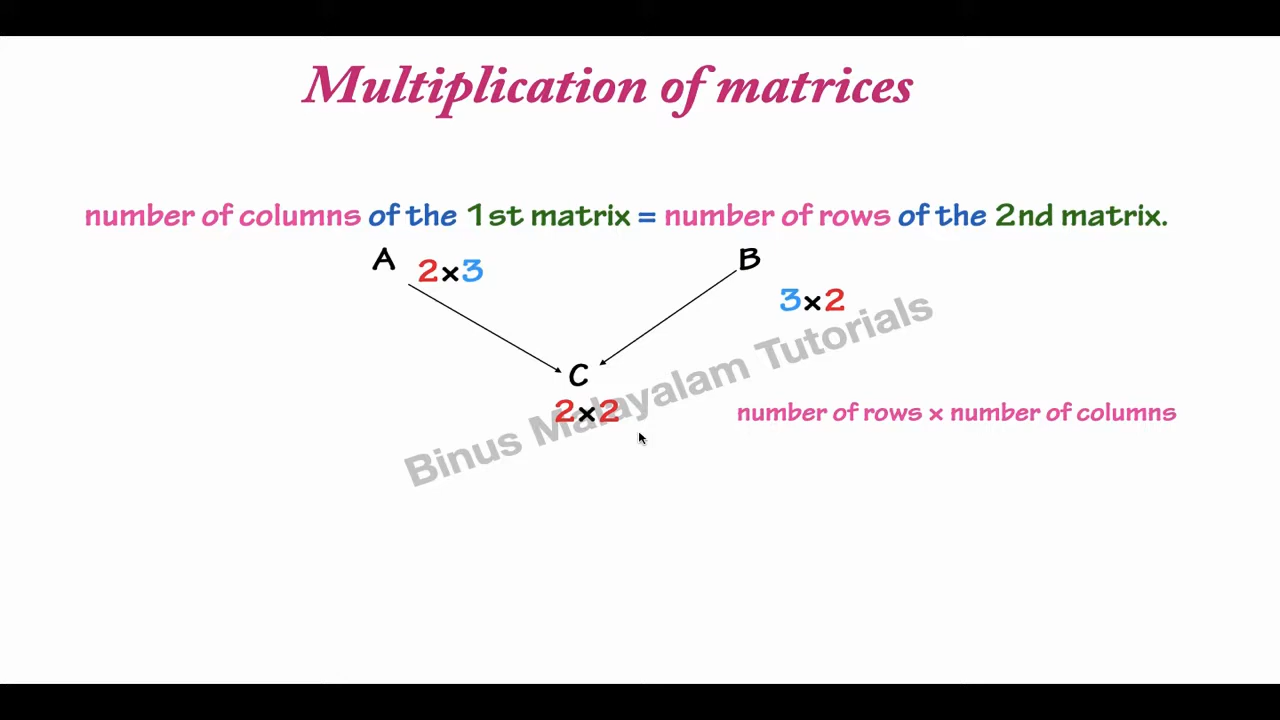 Multiplication of matrices
number of columns of the 1st matrix = number of rows of the 2nd matrix.
A 2×3
B
3×2
C
2×2
number of rows x number of columns
Binus Malayalam Tutorials